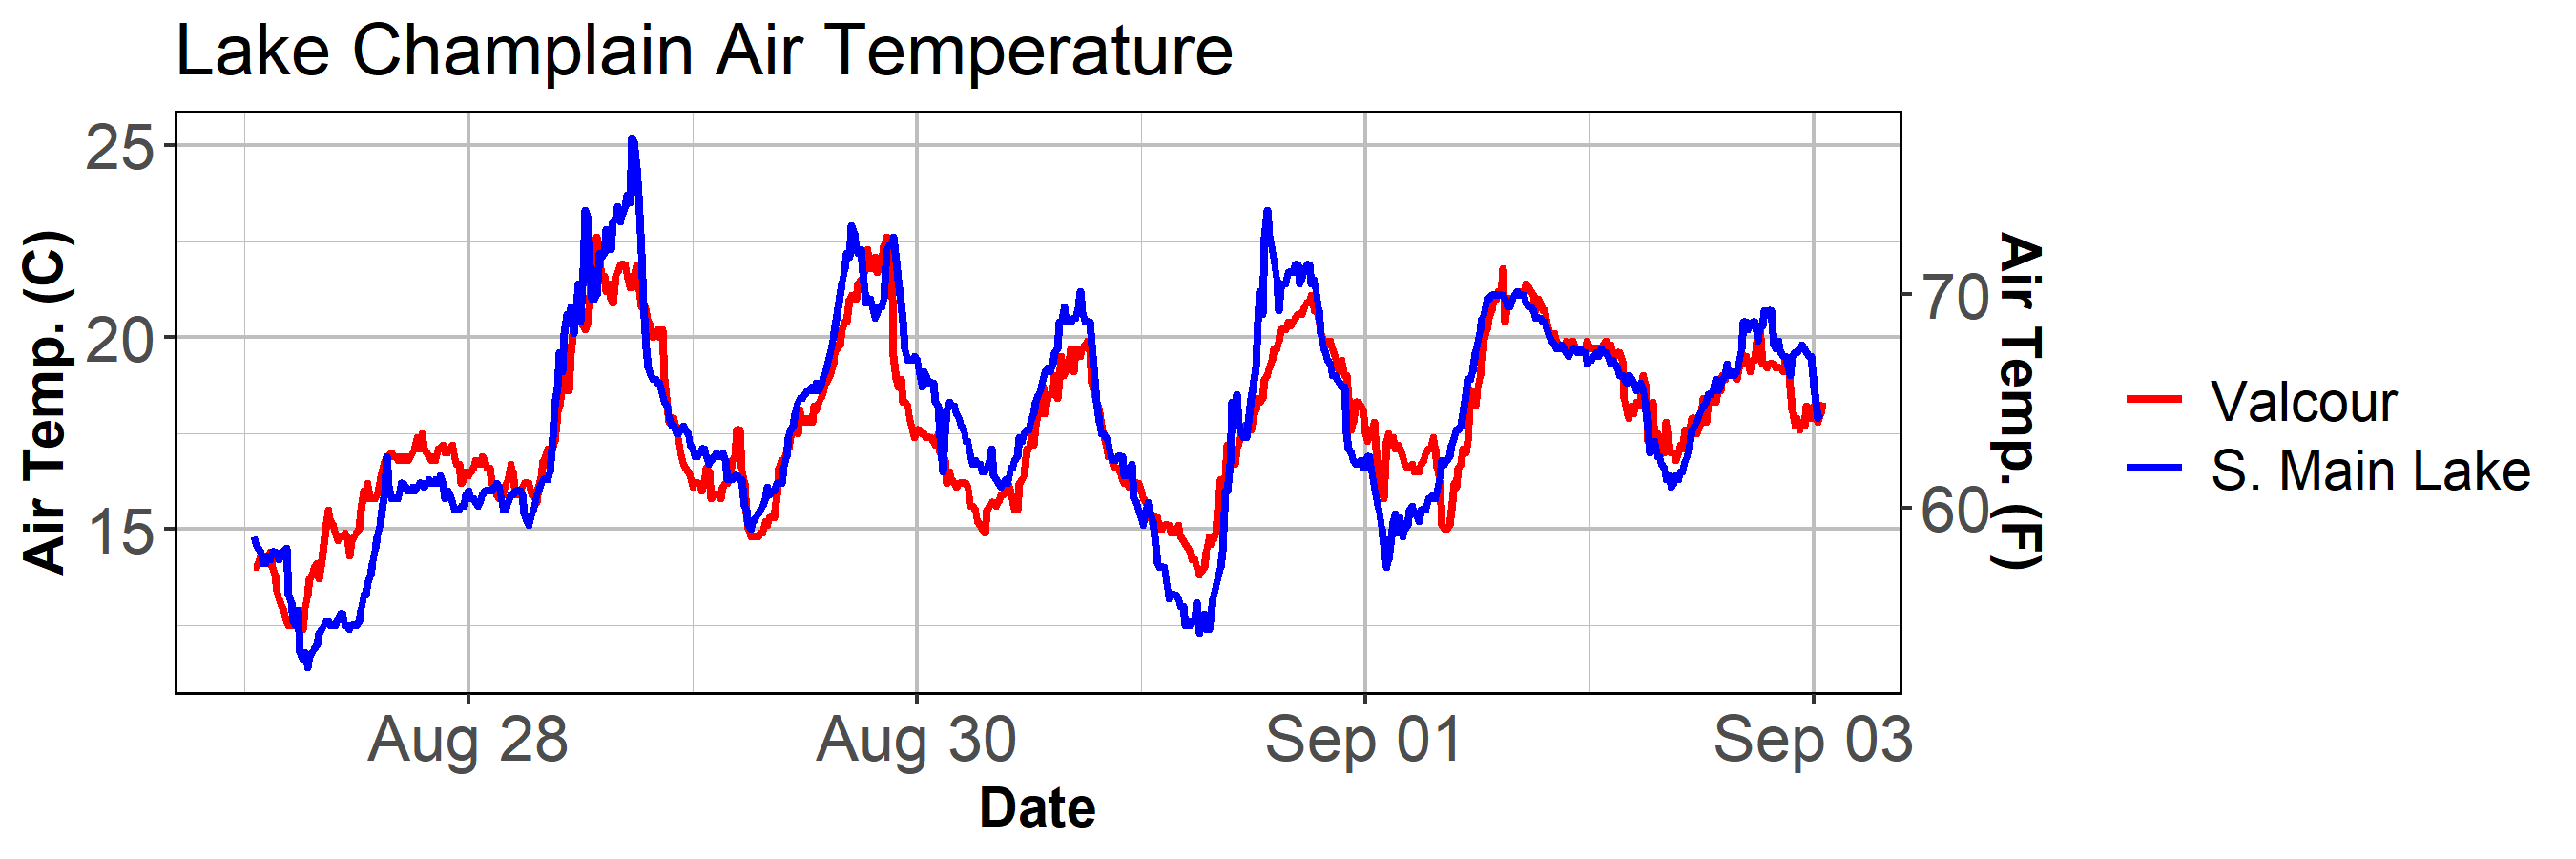 Lake Champlain Air Temperature
25
20
15
Air Temp. (C)
70
60
Air Temp. (F)
Valcour
S. Main Lake
Aug 28
Aug 30
Sep 01
Sep 03
Date